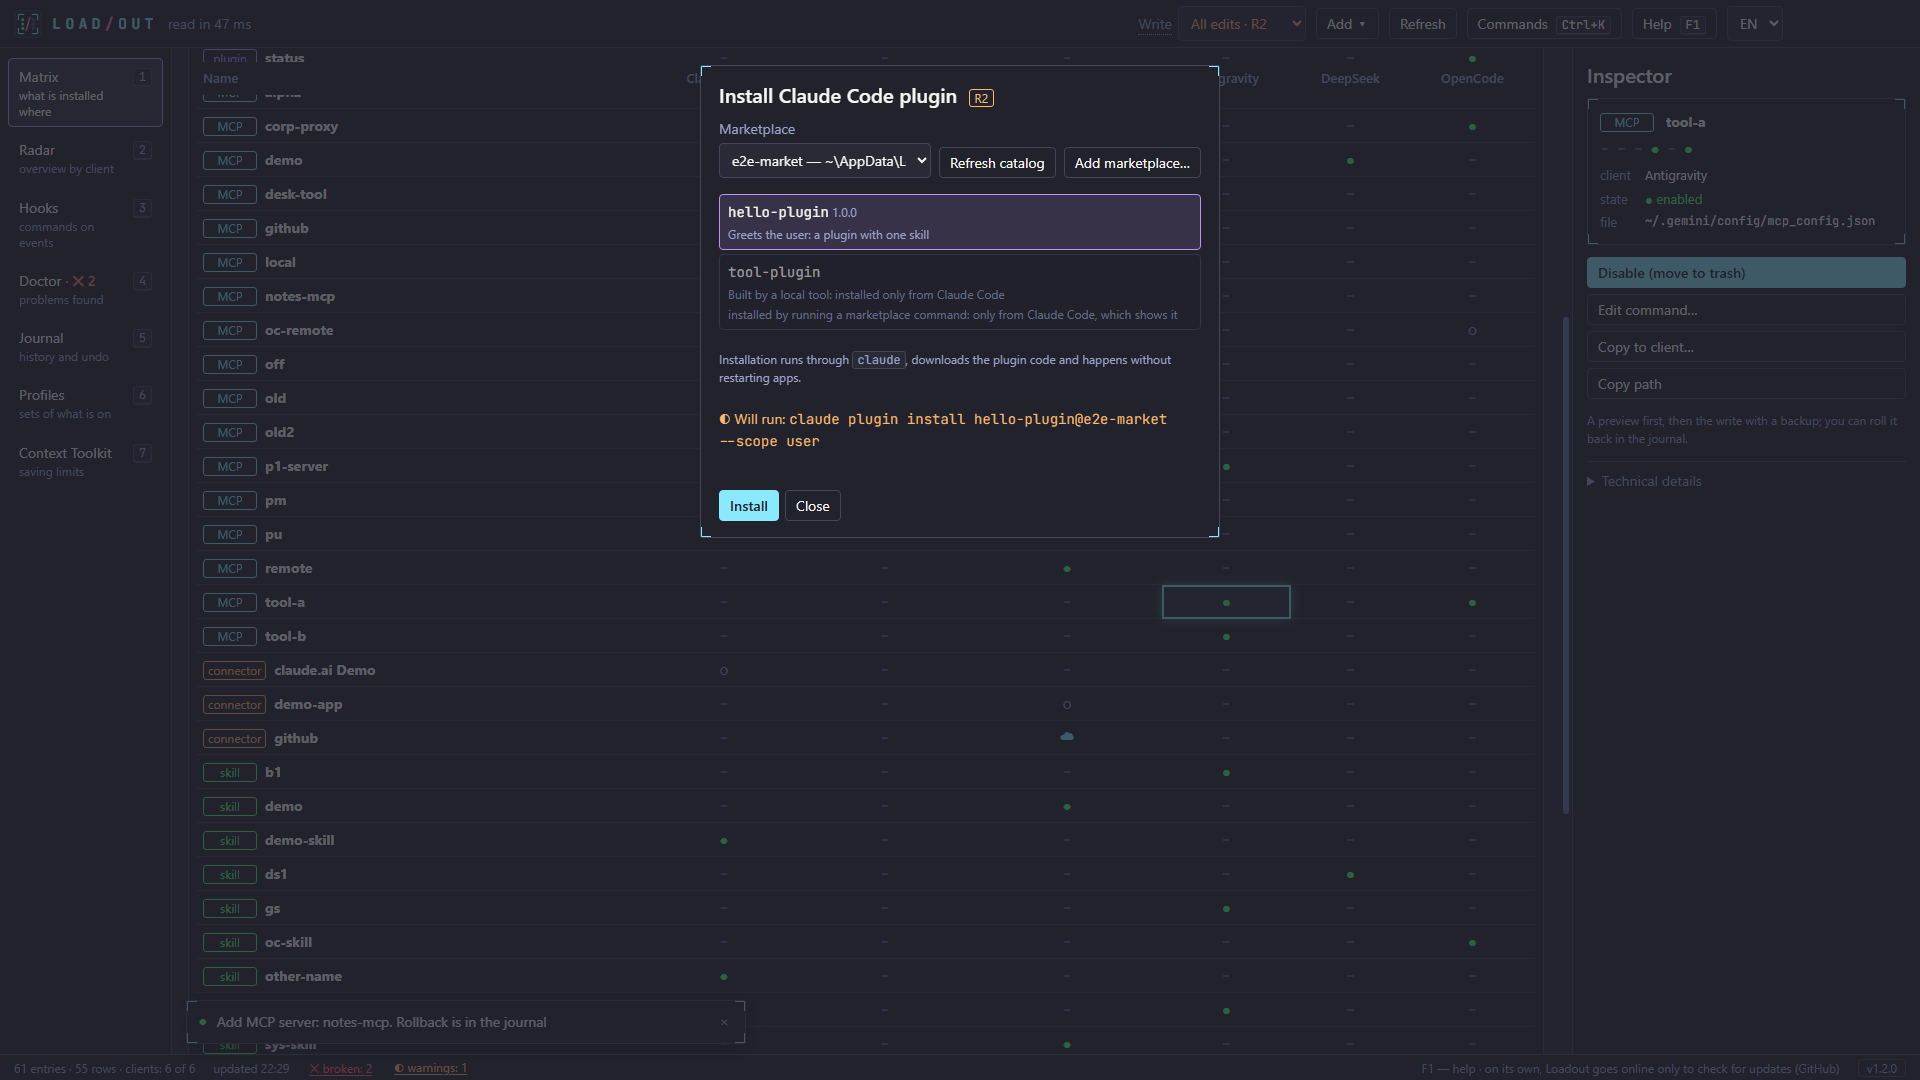 LOAD/OUT read in 47 ms
Write All edits · R2 Add ▾ Refresh Commands Ctrl+K Help F1 EN
Matrix 1
what is installed
where
Radar 2
overview by client
Hooks 3
commands on
events
Doctor · ✕ 2 4
problems found
Journal 5
history and undo
Profiles 6
sets of what is on
Context Toolkit 7
saving limits
plugin status
Name DeepSeek OpenCode
MCP alpha
MCP corp-proxy
MCP demo
MCP desk-tool
MCP github
MCP local
MCP notes-mcp
MCP oc-remote
MCP off
MCP old
MCP old2
MCP p1-server
MCP pm
MCP pu
MCP remote
MCP tool-a
MCP tool-b
connector claude.ai Demo
connector demo-app
connector github
skill b1
skill demo
skill demo-skill
skill ds1
skill gs
skill oc-skill
skill other-name
skill sys-skill
Install Claude Code plugin R2
Marketplace
e2e-market — ~\AppData\L Refresh catalog Add marketplace...
hello-plugin 1.0.0
Greets the user: a plugin with one skill
tool-plugin
Built by a local tool: installed only from Claude Code
installed by running a marketplace command: only from Claude Code, which shows it
Installation runs through claude, downloads the plugin code and happens without
restarting apps.
◐ Will run: claude plugin install hello-plugin@e2e-market
--scope user
Install Close
Inspector
MCP tool-a
client Antigravity
state ● enabled
file ~/.gemini/config/mcp_config.json
Disable (move to trash)
Edit command...
Copy to client...
Copy path
A preview first, then the write with a backup; you can roll it
back in the journal.
▶ Technical details
Add MCP server: notes-mcp. Rollback is in the journal ×
61 entries · 55 rows · clients: 6 of 6 updated 22:29 ✕ broken: 2 ◐ warnings: 1
F1 — help · on its own, Loadout goes online only to check for updates (GitHub) v1.2.0